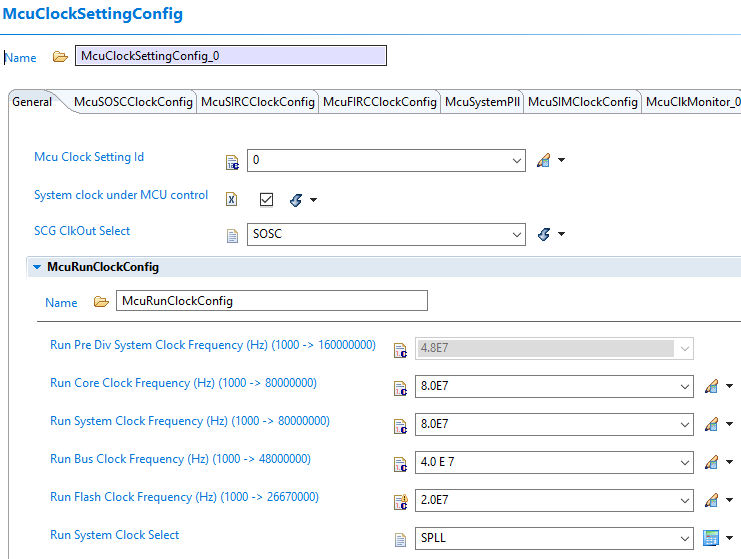 McuClockSettingConfig
Name McuClockSettingConfig_0
General McuSOSCClockConfig McuSIRCClockConfig McuFIRCClockConfig McuSystemPll McuSIMClockConfig McuClkMonitor_0
Mcu Clock Setting Id 0
System clock under MCU control
SCG ClkOut Select SOSC
McuRunClockConfig
Name McuRunClockConfig
Run Pre Div System Clock Frequency (Hz) (1000 -> 160000000) 4.8E7
Run Core Clock Frequency (Hz) (1000 -> 80000000) 8.0E7
Run System Clock Frequency (Hz) (1000 -> 80000000) 8.0E7
Run Bus Clock Frequency (Hz) (1000 -> 48000000) 4.0 E 7
Run Flash Clock Frequency (Hz) (1000 -> 26670000) 2.0E7
Run System Clock Select SPLL